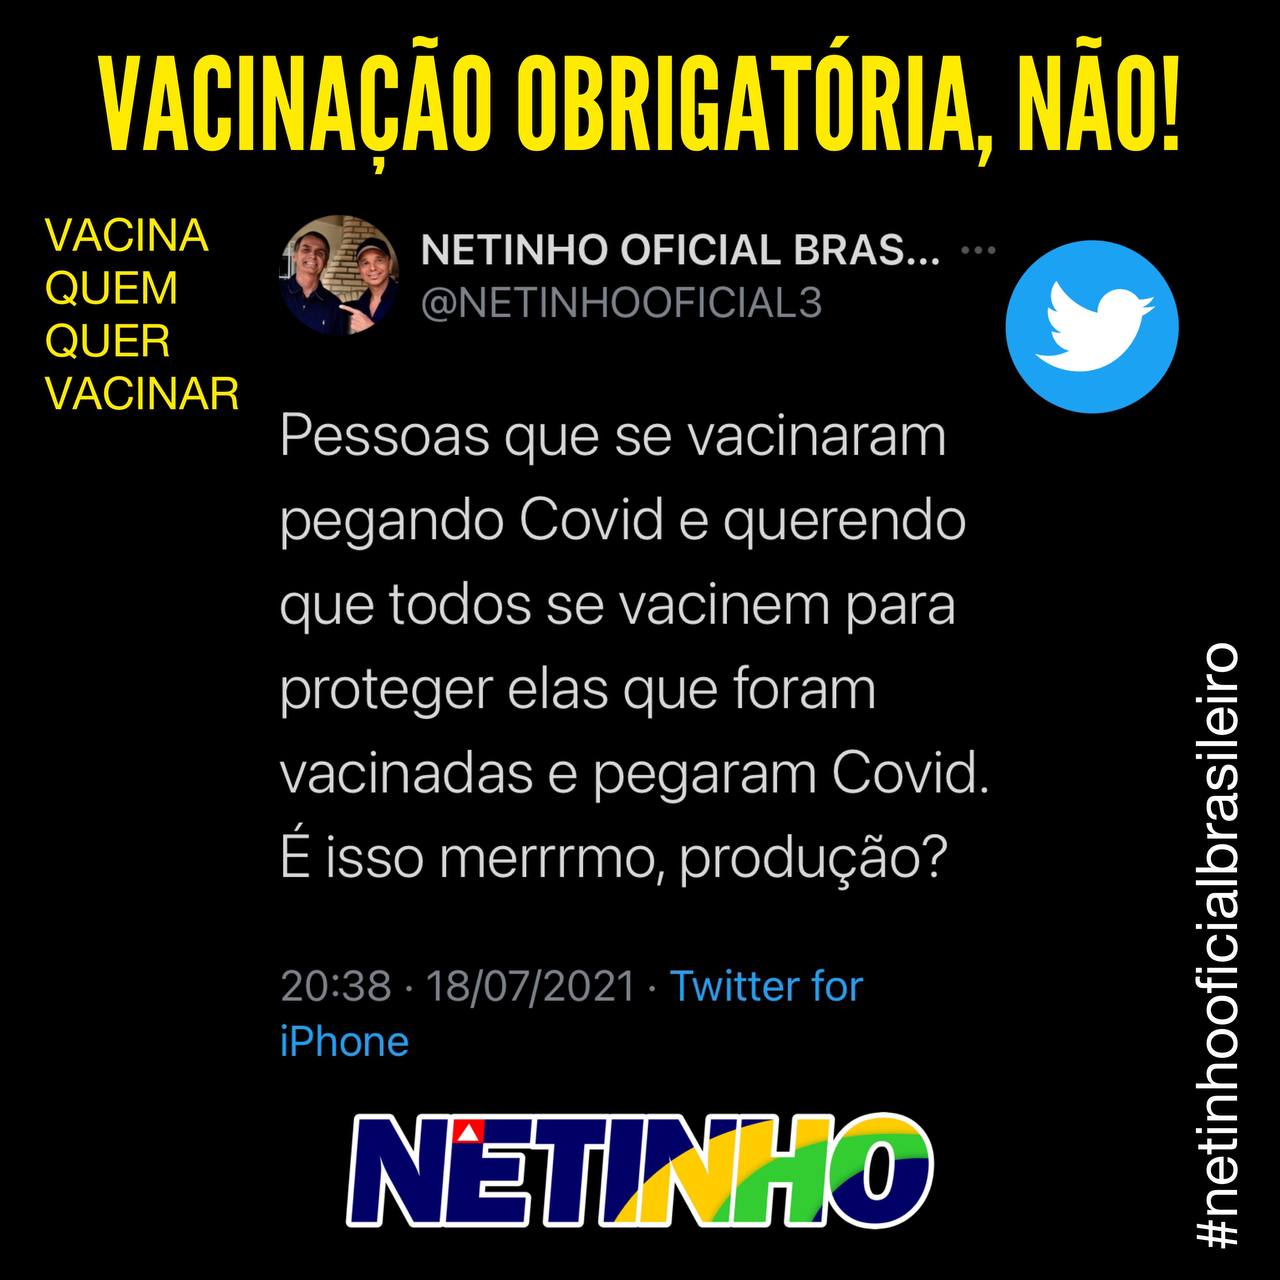 VACINAÇÃO OBRIGATÓRIA, NÃO!
VACINA
QUEM
QUER
VACINAR
NETINHO OFICIAL BRAS... ...
@NETINHOOFICIAL3
Pessoas que se vacinaram
pegando Covid e querendo
que todos se vacinem para
proteger elas que foram
vacinadas e pegaram Covid.
É isso merrrmo, produção?
20:38 · 18/07/2021 · Twitter for
iPhone
NETINHO
#netinhooficialbrasileiro